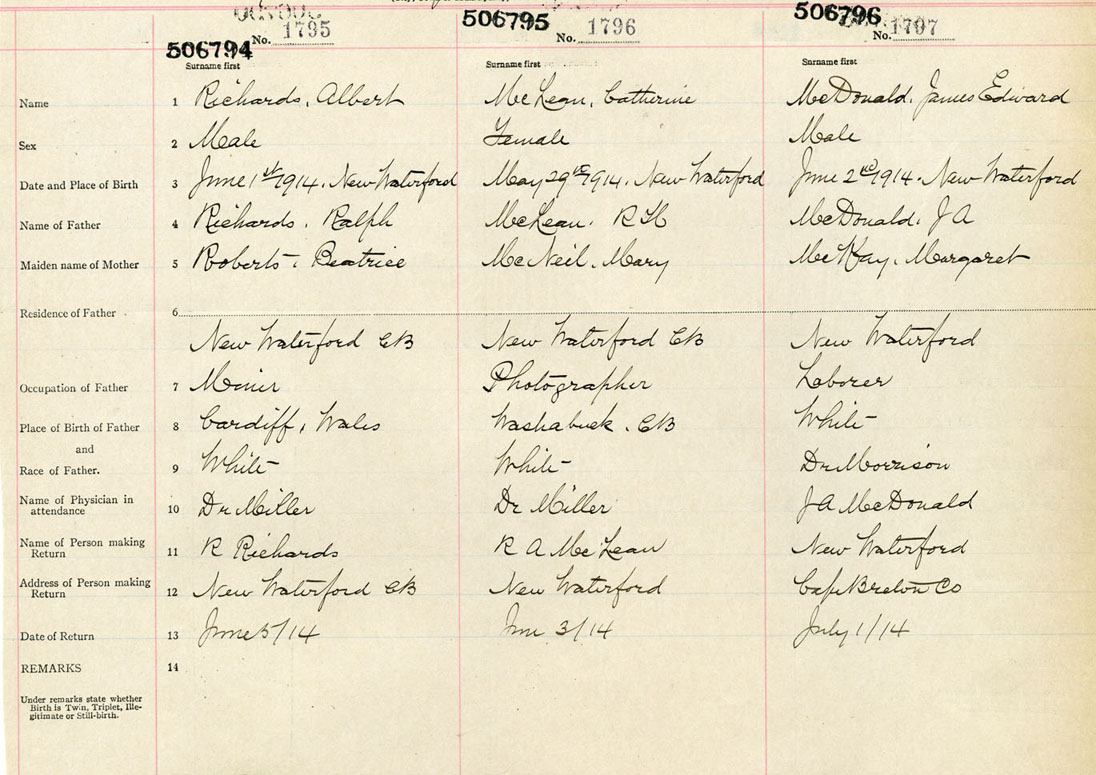 506794 No. 1795 506795 No. 1796 506796 No. 1797
Surname first Surname first Surname first
Name 1 Richards, Albert McLean, Catherine McDonald, James Edward
Sex 2 Male Female Male
Date and Place of Birth 3 June 1st 1914, New Waterford May 29th 1914, New Waterford June 2nd 1914. New Waterford
Name of Father 4 Richards, Ralph McLean, R H McDonald, J A
Maiden name of Mother 5 Roberts, Beatrice McNeil, Mary McKay, Margaret
Residence of Father 6
New Waterford CB New Waterford CB New Waterford
Occupation of Father 7 Miner Photographer Laborer
Place of Birth of Father 8 Cardiff, Wales Washabuck, CB White
and
Race of Father. 9 White White Dr Morrison
Name of Physician in
attendance 10 Dr Miller Dr Miller J A McDonald
Name of Person making
Return 11 R Richards R A McLean New Waterford
Address of Person making
Return 12 New Waterford CB New Waterford Cape Breton Co
Date of Return 13 June 5/14 June 3/14 July 1/14
REMARKS 14
Under remarks state whether
Birth is Twin, Triplet, Ille-
gitimate or Still-birth.